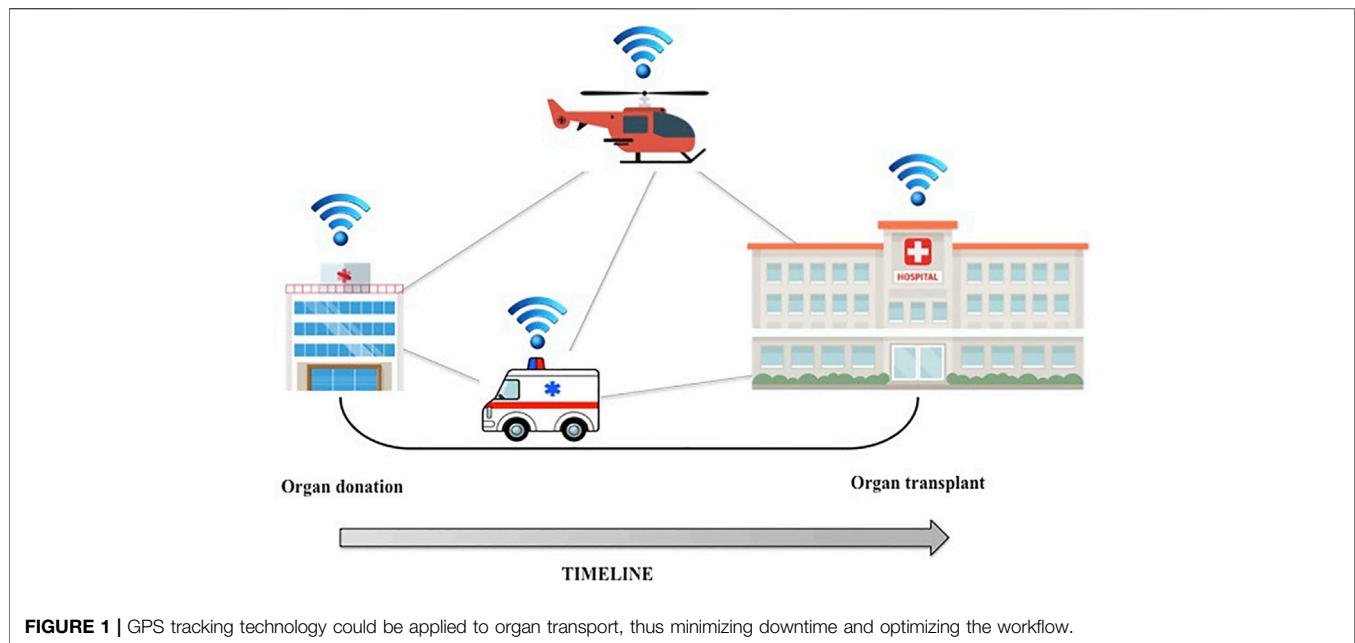 HOSPITAL
Organ donation
Organ transplant
TIMELINE
FIGURE 1 | GPS tracking technology could be applied to organ transport, thus minimizing downtime and optimizing the workflow.